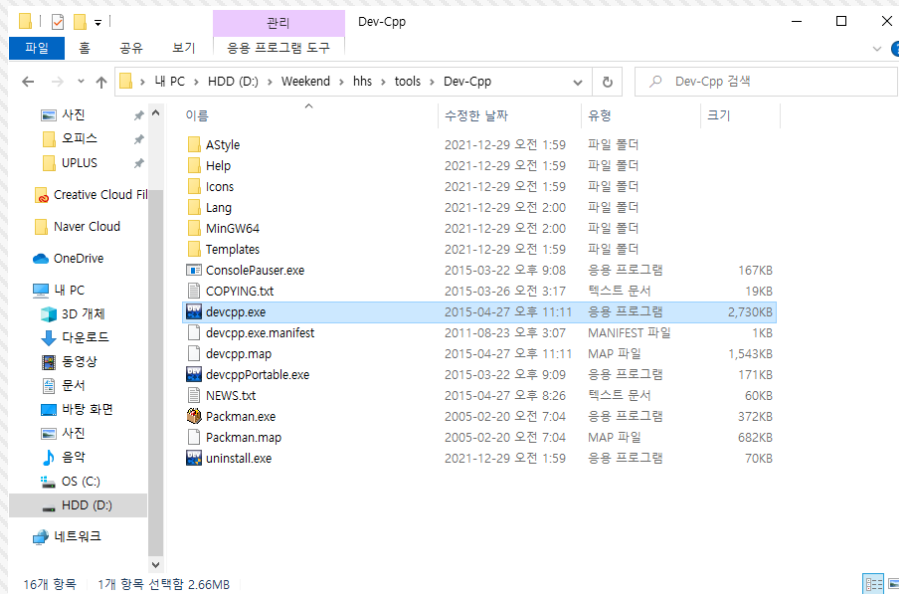 관리
Dev-Cpp
파일 홈 공유 보기 응용 프로그램 도구
내 PC HDD (D:) Weekend hhs tools Dev-Cpp
Dev-Cpp 검색
사진
오피스
UPLUS
Creative Cloud Fil
Naver Cloud
OneDrive
내 PC
3D 개체
다운로드
동영상
문서
바탕 화면
사진
음악
OS (C:)
HDD (D:)
네트워크
이름 수정한 날짜 유형 크기
AStyle 2021-12-29 오전 1:59 파일 폴더
Help 2021-12-29 오전 1:59 파일 폴더
Icons 2021-12-29 오전 1:59 파일 폴더
Lang 2021-12-29 오전 2:00 파일 폴더
MinGW64 2021-12-29 오전 2:00 파일 폴더
Templates 2021-12-29 오전 1:59 파일 폴더
ConsolePauser.exe 2015-03-22 오후 9:08 응용 프로그램 167KB
COPYING.txt 2015-03-26 오전 3:17 텍스트 문서 19KB
devcpp.exe 2015-04-27 오후 11:11 응용 프로그램 2,730KB
devcpp.exe.manifest 2011-08-23 오후 3:07 MANIFEST 파일 1KB
devcpp.map 2015-04-27 오후 11:11 MAP 파일 1,543KB
devcppPortable.exe 2015-03-22 오후 9:09 응용 프로그램 171KB
NEWS.txt 2015-04-27 오후 8:26 텍스트 문서 60KB
Packman.exe 2005-02-20 오전 7:04 응용 프로그램 372KB
Packman.map 2005-02-20 오전 7:04 MAP 파일 682KB
uninstall.exe 2021-12-29 오전 1:59 응용 프로그램 70KB
16개 항목 1개 항목 선택함 2.66MB